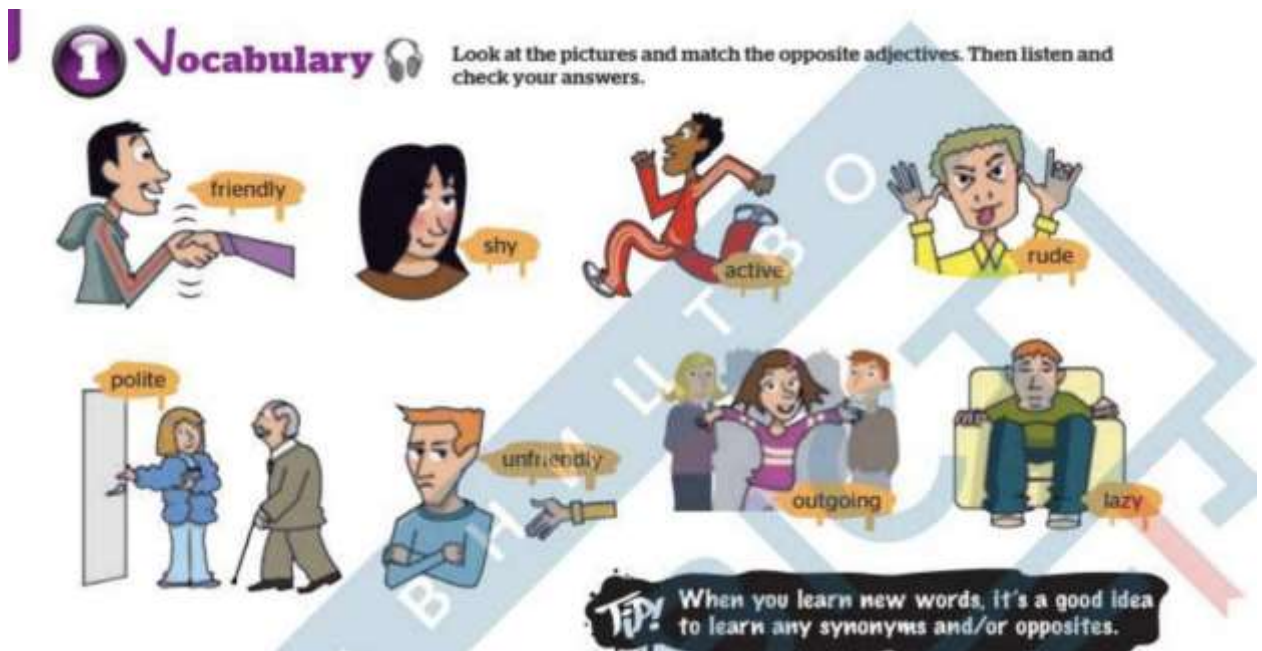 1 Vocabulary
Look at the pictures and match the opposite adjectives. Then listen and
check your answers.
friendly
shy
active
rude
polite
unfriendly
outgoing
lazy
TIP!
When you learn new words, it's a good idea
to learn any synonyms and/or opposites.